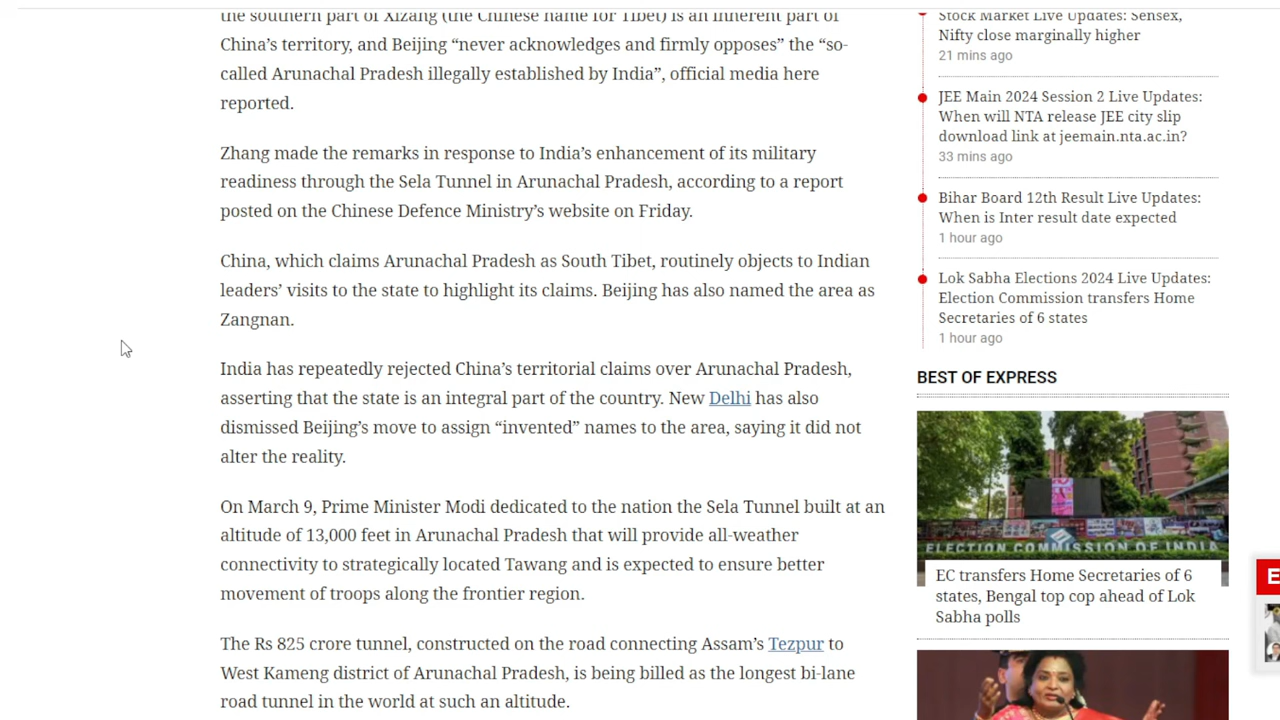 the southern part of Xizang (the Chinese name for Tibet) is an inherent part of
China’s territory, and Beijing “never acknowledges and firmly opposes” the “so-
called Arunachal Pradesh illegally established by India”, official media here
reported.
Zhang made the remarks in response to India’s enhancement of its military
readiness through the Sela Tunnel in Arunachal Pradesh, according to a report
posted on the Chinese Defence Ministry’s website on Friday.
China, which claims Arunachal Pradesh as South Tibet, routinely objects to Indian
leaders’ visits to the state to highlight its claims. Beijing has also named the area as
Zangnan.
India has repeatedly rejected China’s territorial claims over Arunachal Pradesh,
asserting that the state is an integral part of the country. New Delhi has also
dismissed Beijing’s move to assign “invented” names to the area, saying it did not
alter the reality.
On March 9, Prime Minister Modi dedicated to the nation the Sela Tunnel built at an
altitude of 13,000 feet in Arunachal Pradesh that will provide all-weather
connectivity to strategically located Tawang and is expected to ensure better
movement of troops along the frontier region.
The Rs 825 crore tunnel, constructed on the road connecting Assam’s Tezpur to
West Kameng district of Arunachal Pradesh, is being billed as the longest bi-lane
road tunnel in the world at such an altitude.
Stock Market Live Updates: Sensex,
Nifty close marginally higher
21 mins ago
JEE Main 2024 Session 2 Live Updates:
When will NTA release JEE city slip
download link at jeemain.nta.ac.in?
33 mins ago
Bihar Board 12th Result Live Updates:
When is Inter result date expected
1 hour ago
Lok Sabha Elections 2024 Live Updates:
Election Commission transfers Home
Secretaries of 6 states
1 hour ago
BEST OF EXPRESS
ELECTION COMMISSION OF INDIA
EC transfers Home Secretaries of 6
states, Bengal top cop ahead of Lok
Sabha polls
E